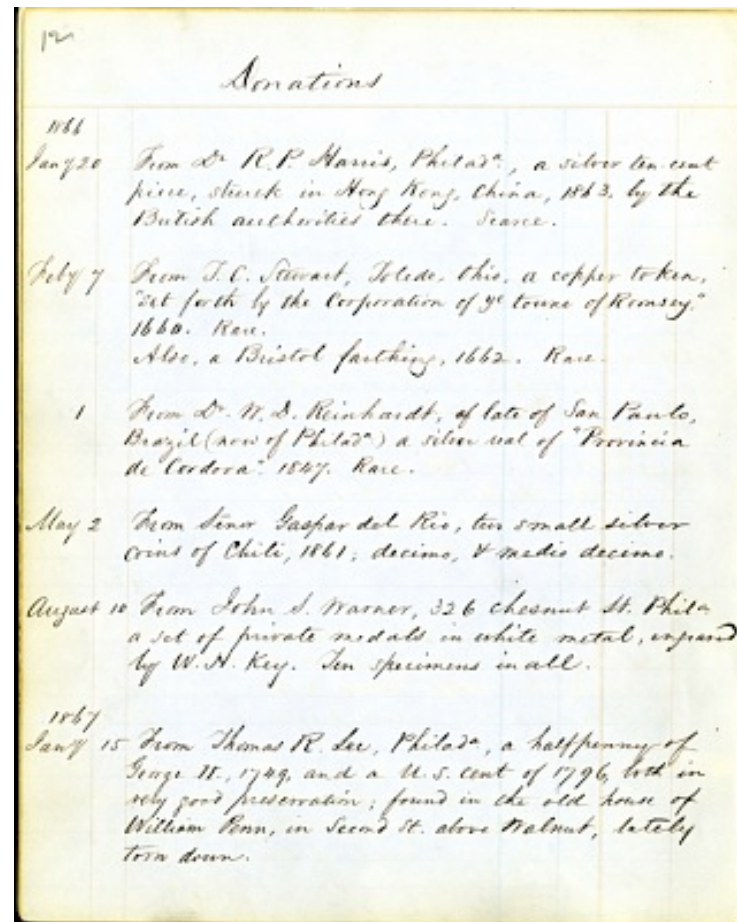 12
Donations
1866
Jany 20 From Dr R. P. Harris, Philada, a silver ten-cent
piece, struck in Hong Kong, China, 1863, by the
British authorities there. Scarce.
Feby 7 From J. C. Stewart, Toledo, Ohio, a copper token,
"set forth by the Corporation of ye towne of Romsey."
1660. Rare.
Also, a Bristol farthing, 1662. Rare.
1 From Dr. W. D. Reinhardt, of late of San Paulo,
Brazil (now of Philada) a silver real of "Provincia
de Cordova." 1847. Rare.
May 2 From Senor Gaspar del Rio, two small silver
coins of Chili, 1861; decimo, & medio decimo.
August 10 From John S. Warner, 326 Chesnut St. Phila
a set of private medals in white metal, engraved
by W. H. Key. Ten specimens in all.
1867
Jany 15 From Thomas R. Lee, Philada, a halfpenny of
George II., 1749, and a U. S. cent of 1796, both in
very good preservation; found in the old house of
William Penn, in Second St. above Walnut, lately
torn down.